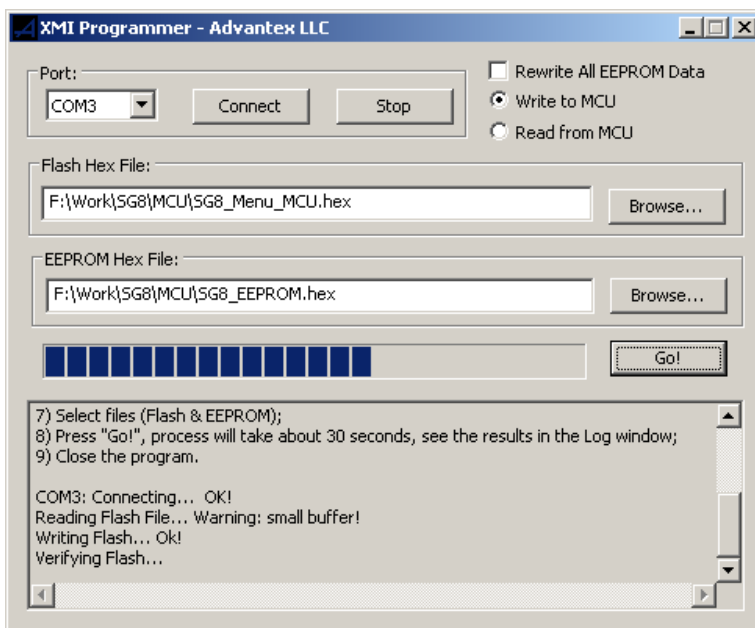 XMI Programmer - Advantex LLC
Port:
COM3
Connect
Stop
Rewrite All EEPROM Data
Write to MCU
Read from MCU
Flash Hex File:
F:\Work\SG8\MCU\SG8_Menu_MCU.hex
Browse...
EEPROM Hex File:
F:\Work\SG8\MCU\SG8_EEPROM.hex
Browse...
Go!
7) Select files (Flash & EEPROM);
8) Press "Go!", process will take about 30 seconds, see the results in the Log window;
9) Close the program.
COM3: Connecting... OK!
Reading Flash File... Warning: small buffer!
Writing Flash... Ok!
Verifying Flash...